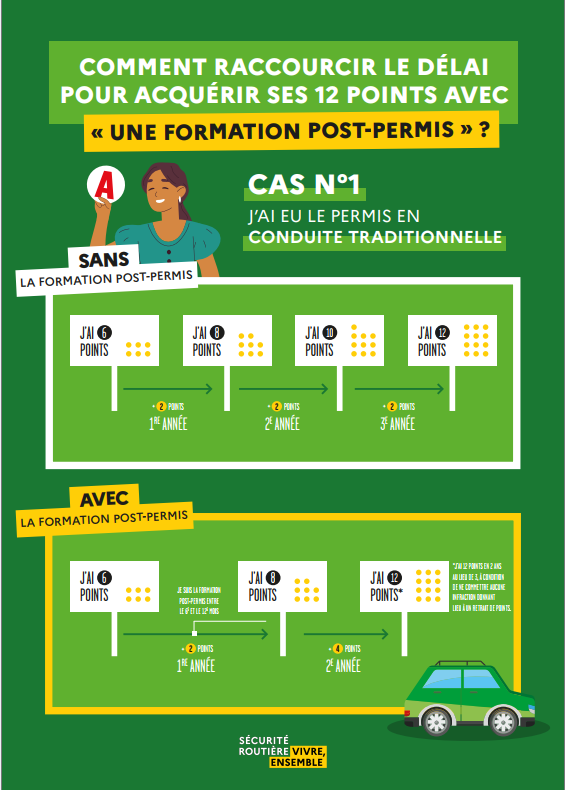 COMMENT RACCOURCIR LE DÉLAI
POUR ACQUÉRIR SES 12 POINTS AVEC
« UNE FORMATION POST-PERMIS » ?
A
CAS N°1
J'AI EU LE PERMIS EN
CONDUITE TRADITIONNELLE
SANS
LA FORMATION POST-PERMIS
J'AI 6
POINTS
J'AI 8
POINTS
J'AI 10
POINTS
J'AI 12
POINTS
+ 2 POINTS
1RE ANNÉE
+ 2 POINTS
2E ANNÉE
+ 2 POINTS
3E ANNÉE
AVEC
LA FORMATION POST-PERMIS
J'AI 6
POINTS
JE SUIS LA FORMATION
POST-PERMIS ENTRE
LE 6E ET LE 12E MOIS
J'AI 8
POINTS
J'AI 12
POINTS*
*J'AI 12 POINTS EN 2 ANS
AU LIEU DE 3, À CONDITION
DE NE COMMETTRE AUCUNE
INFRACTION DONNANT
LIEU À UN RETRAIT DE POINTS.
+ 2 POINTS
1RE ANNÉE
+ 4 POINTS
2E ANNÉE
SÉCURITÉ
ROUTIÈRE VIVRE,
ENSEMBLE